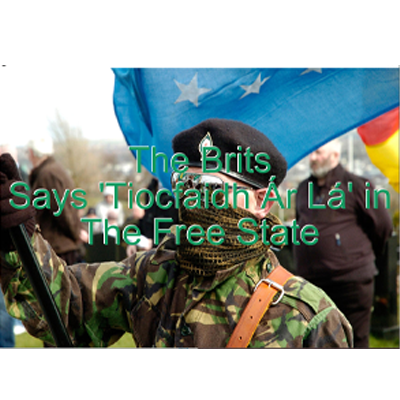 The Brits
Says 'Tiocfaidh Ár Lá' in
The Free State